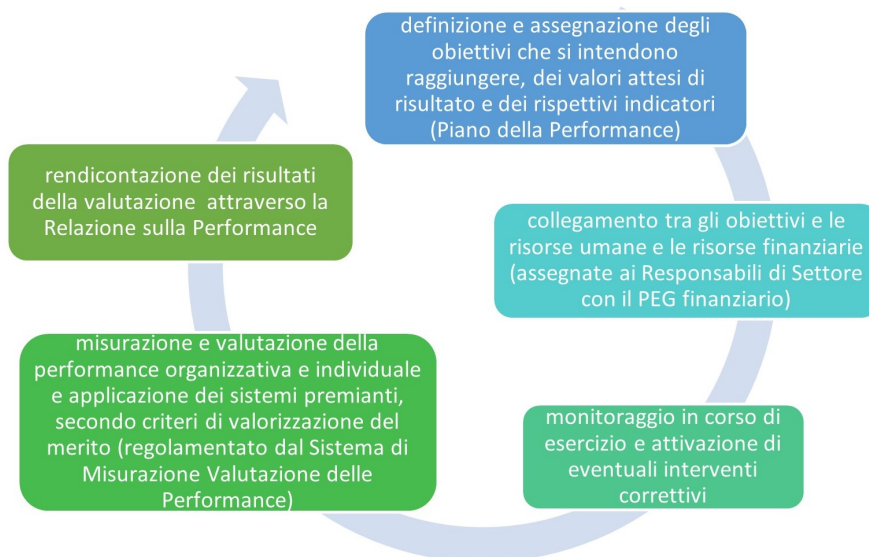 definizione e assegnazione degli
obiettivi che si intendono
raggiungere, dei valori attesi di
risultato e dei rispettivi indicatori
(Piano della Performance)
collegamento tra gli obiettivi e le
risorse umane e le risorse finanziarie
(assegnate ai Responsabili di Settore
con il PEG finanziario)
monitoraggio in corso di
esercizio e attivazione di
eventuali interventi
correttivi
misurazione e valutazione della
performance organizzativa e individuale
e applicazione dei sistemi premianti,
secondo criteri di valorizzazione del
merito (regolamentato dal Sistema di
Misurazione Valutazione delle
Performance)
rendicontazione dei risultati
della valutazione attraverso la
Relazione sulla Performance